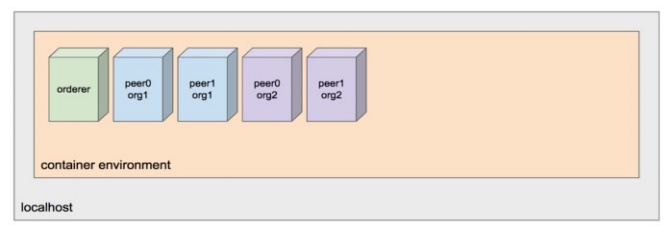 orderer
peer0
org1
peer1
org1
peer0
org2
peer1
org2
container environment
localhost